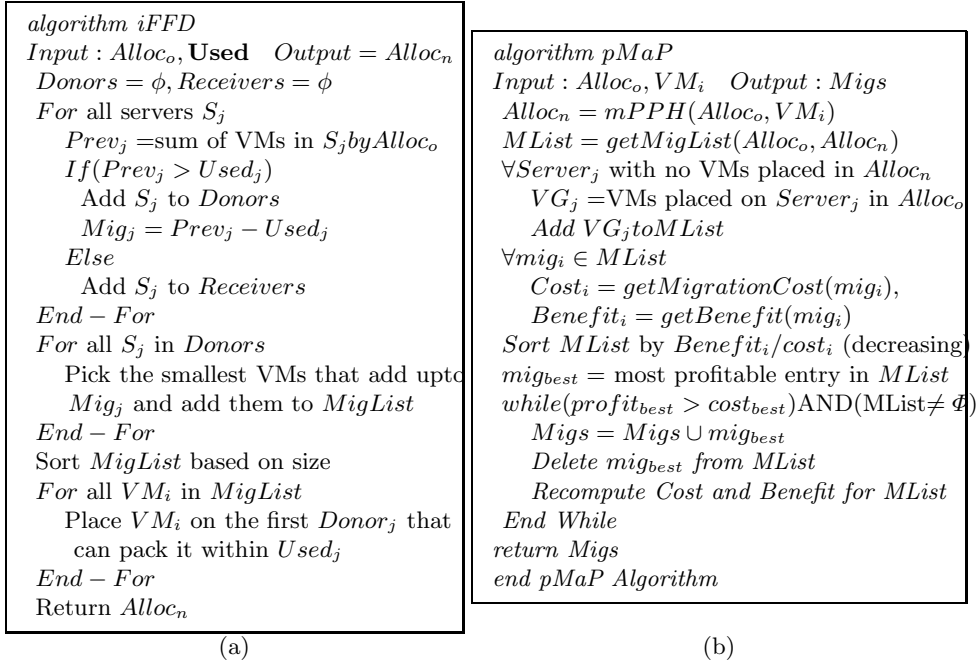 algorithm iFFD
Input : Alloc_o, Used Output = Alloc_n
Donors = ϕ, Receivers = ϕ
For all servers S_j
Prev_j =sum of VMs in S_jbyAlloc_o
If(Prev_j > Used_j)
Add S_j to Donors
Mig_j = Prev_j − Used_j
Else
Add S_j to Receivers
End − For
For all S_j in Donors
Pick the smallest VMs that add upto
Mig_j and add them to MigList
End − For
Sort MigList based on size
For all VM_i in MigList
Place VM_i on the first Donor_j that
can pack it within Used_j
End − For
Return Alloc_n
(a)
algorithm pMaP
Input : Alloc_o, VM_i Output : Migs
Alloc_n = mPPH(Alloc_o, VM_i)
MList = getMigList(Alloc_o, Alloc_n)
∀Server_j with no VMs placed in Alloc_n
VG_j =VMs placed on Server_j in Alloc_o
Add VG_jtoMList
∀mig_i ∈ MList
Cost_i = getMigrationCost(mig_i),
Benefit_i = getBenefit(mig_i)
Sort MList by Benefit_i/cost_i (decreasing)
mig_best = most profitable entry in MList
while(profit_best > cost_best)AND(MList≠ Φ)
Migs = Migs ∪ mig_best
Delete mig_best from MList
Recompute Cost and Benefit for MList
End While
return Migs
end pMaP Algorithm
(b)